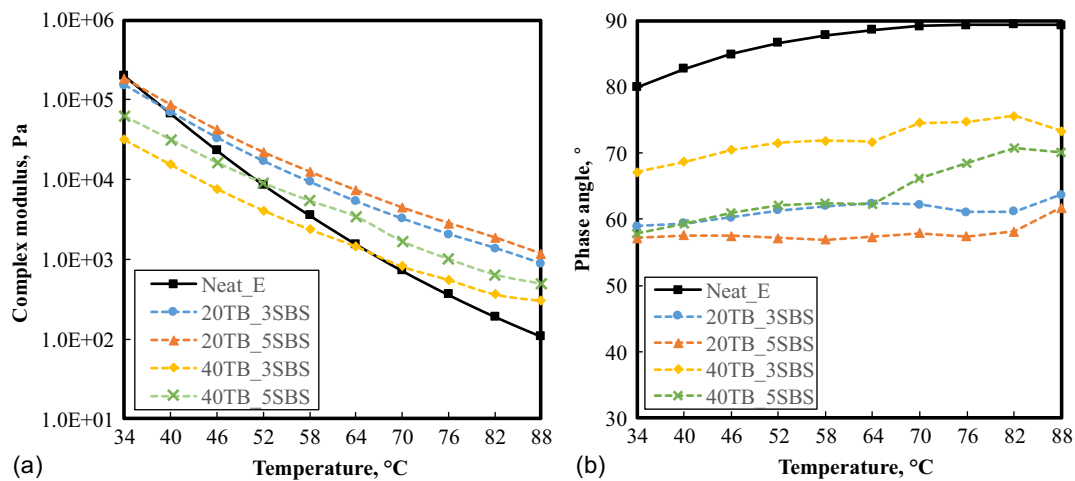 1.0E+06
1.0E+05
1.0E+04
1.0E+03
1.0E+02
1.0E+01
Complex modulus, Pa
Neat_E
20TB_3SBS
20TB_5SBS
40TB_3SBS
40TB_5SBS
34 40 46 52 58 64 70 76 82 88
Temperature, °C
(a)
90
80
70
60
50
40
30
Phase angle, °
Neat_E
20TB_3SBS
20TB_5SBS
40TB_3SBS
40TB_5SBS
34 40 46 52 58 64 70 76 82 88
Temperature, °C
(b)